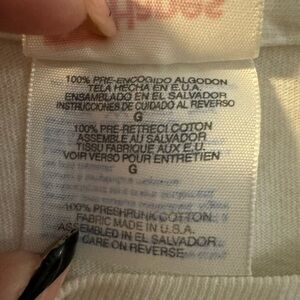 100% PRE-ENCOGIDO ALGODON
TELA HECHA EN E.U.A.
ENSAMBLADO EN EL SALVADOR
INSTRUCCIONES DE CUIDADO AL REVERSO
G
100% PRE-RETRECI COTON
ASSEMBLE AU SALVADOR
TISSU FABRIQUE AUX E.U.
VOIR VERSO POUR ENTRETIEN
G
100% PRESHRUNK COTTON
FABRIC MADE IN U.S.A.
ASSEMBLED IN EL SALVADOR
CARE ON REVERSE